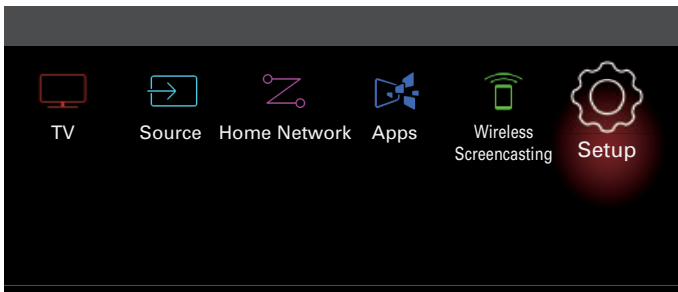 TV
Source
Home Network
Apps
Wireless
Screencasting
Setup